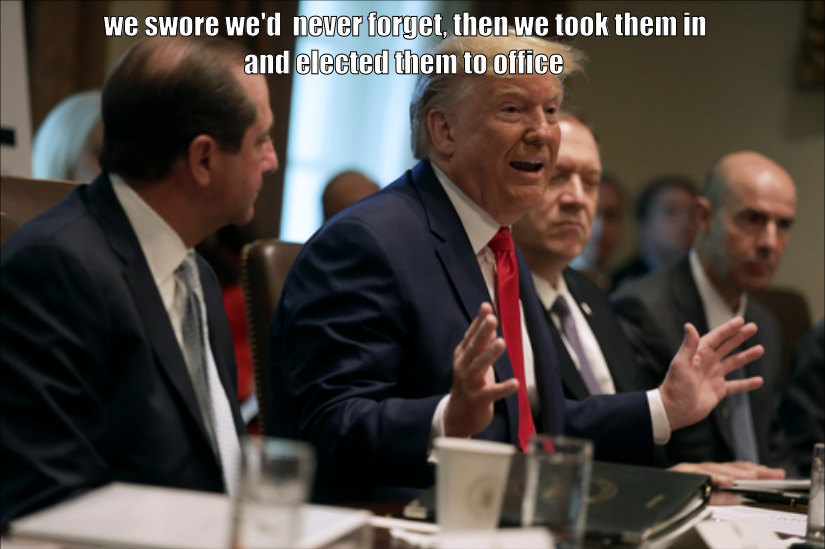 we swore we'd  never forget, then we took them in
and elected them to office